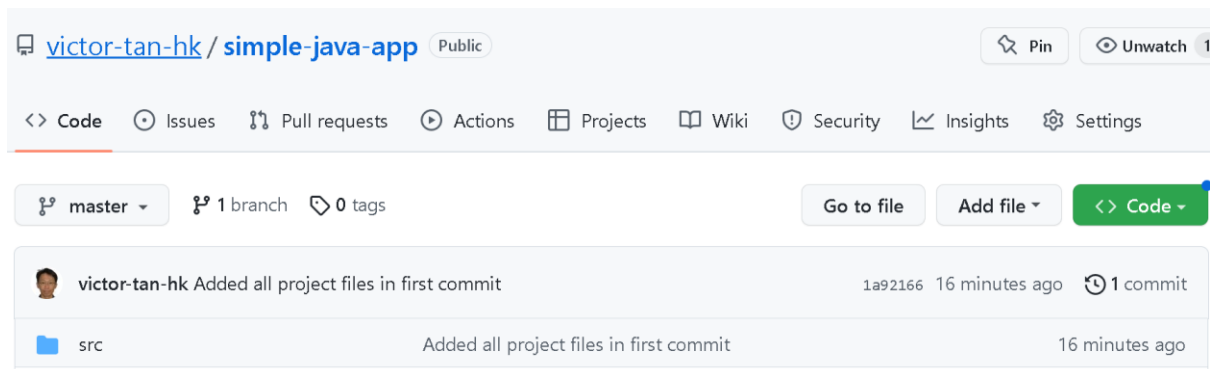 victor-tan-hk / simple-java-app Public Pin Unwatch 1
Code Issues Pull requests Actions Projects Wiki Security Insights Settings
master 1 branch 0 tags Go to file Add file Code
victor-tan-hk Added all project files in first commit 1a92166 16 minutes ago 1 commit
src Added all project files in first commit 16 minutes ago